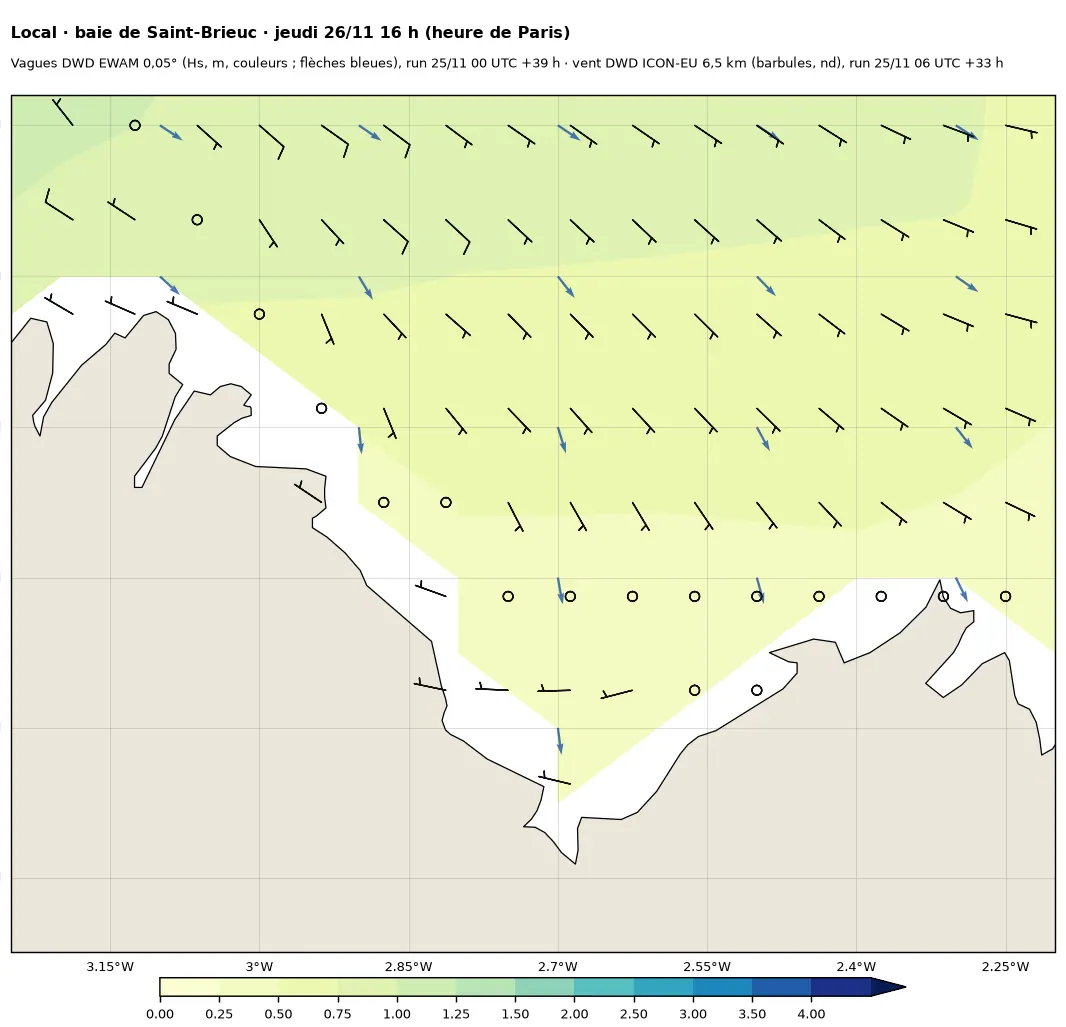 Local · baie de Saint-Brieuc · jeudi 26/11 16 h (heure de Paris)
Vagues DWD EWAM 0,05° (Hs, m, couleurs ; flèches bleues), run 25/11 00 UTC +39 h · vent DWD ICON-EU 6,5 km (barbules, nd), run 25/11 06 UTC +33 h
3.15°W 3°W 2.85°W 2.7°W 2.55°W 2.4°W 2.25°W
0.00 0.25 0.50 0.75 1.00 1.25 1.50 2.00 2.50 3.00 3.50 4.00